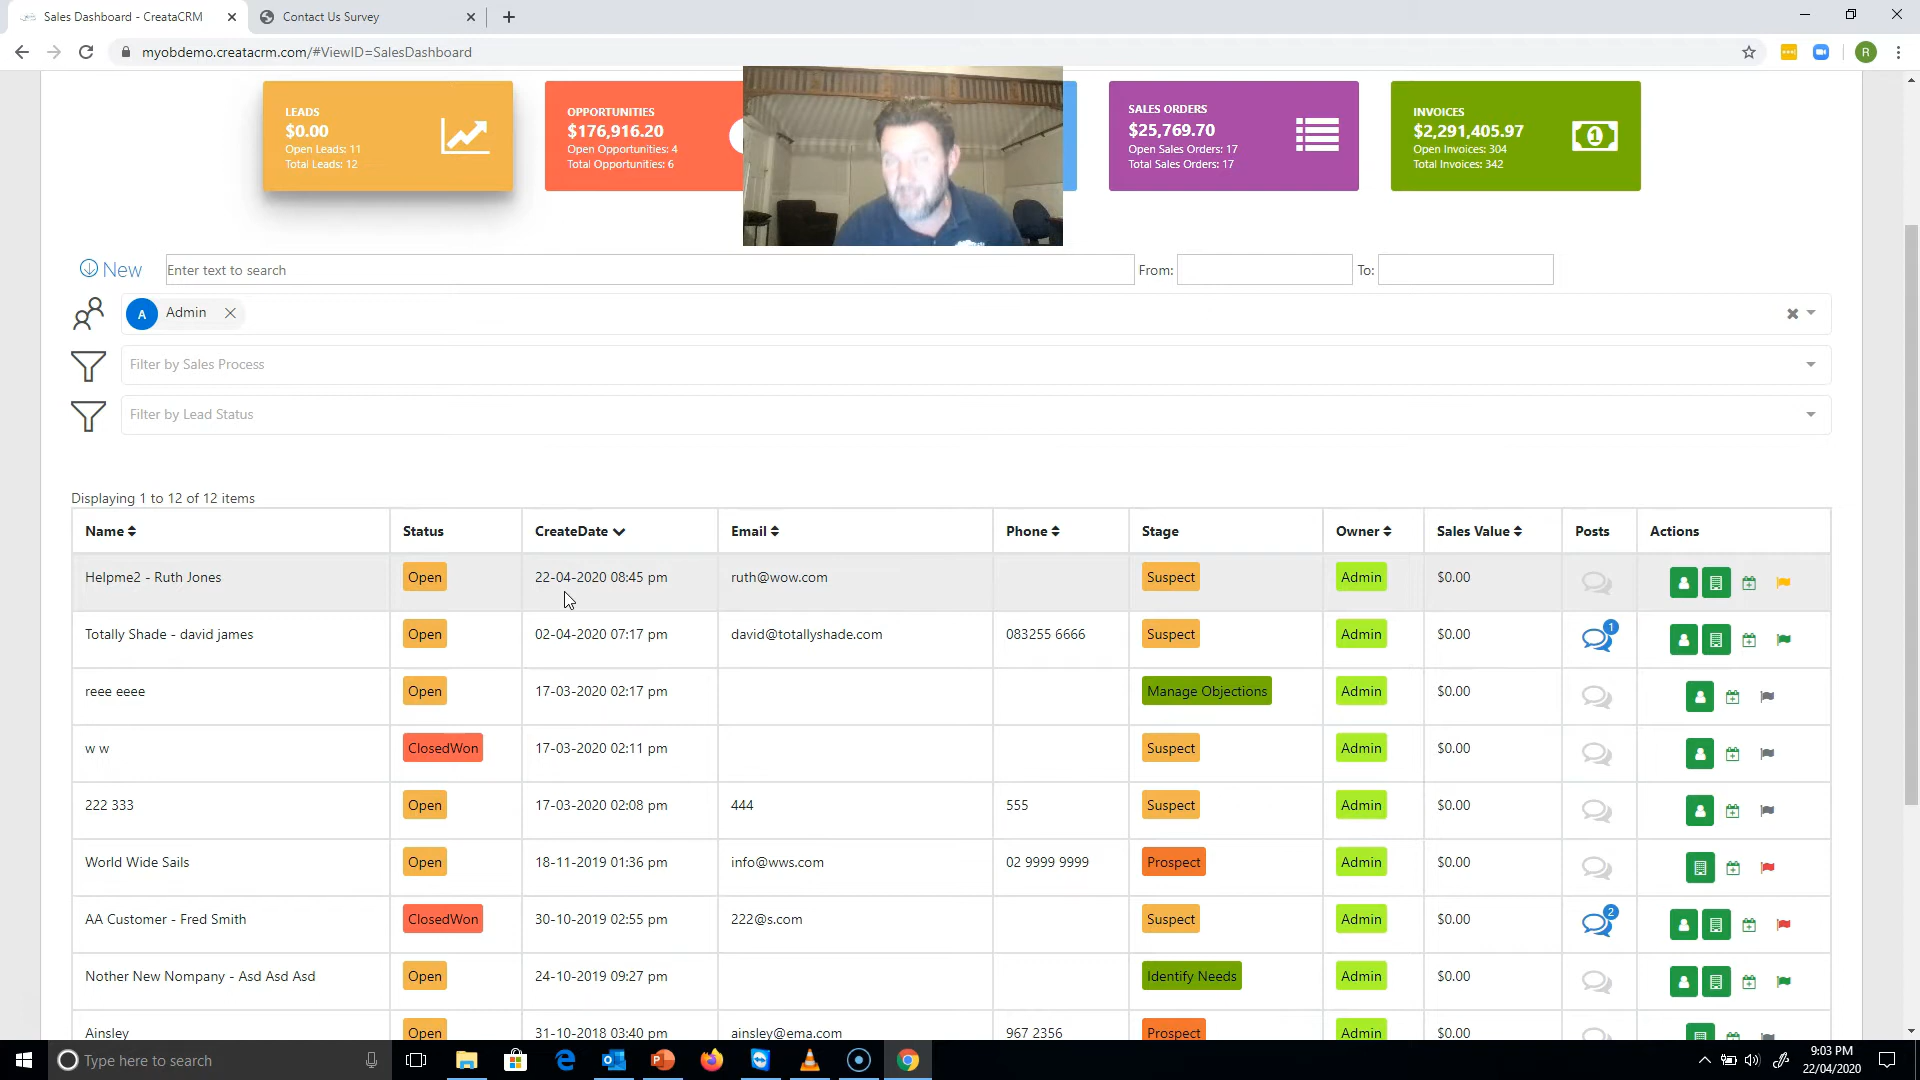 Sales Dashboard - CreataCRM
Contact Us Survey
myobdemo.creatacrm.com/#ViewID=SalesDashboard
R
LEADS
$0.00
Open Leads: 11
Total Leads: 12
OPPORTUNITIES
$176,916.20
Open Opportunities: 4
Total Opportunities: 6
SALES ORDERS
$25,769.70
Open Sales Orders: 17
Total Sales Orders: 17
INVOICES
$2,291,405.97
Open Invoices: 304
Total Invoices: 342
New
Enter text to search
From:
To:
A Admin
Filter by Sales Process
Filter by Lead Status
Displaying 1 to 12 of 12 items
Name Status CreateDate Email Phone Stage Owner Sales Value Posts Actions
Helpme2 - Ruth Jones Open 22-04-2020 08:45 pm ruth@wow.com Suspect Admin $0.00
Totally Shade - david james Open 02-04-2020 07:17 pm david@totallyshade.com 083255 6666 Suspect Admin $0.00 1
reee eeee Open 17-03-2020 02:17 pm Manage Objections Admin $0.00
w w ClosedWon 17-03-2020 02:11 pm Suspect Admin $0.00
222 333 Open 17-03-2020 02:08 pm 444 555 Suspect Admin $0.00
World Wide Sails Open 18-11-2019 01:36 pm info@wws.com 02 9999 9999 Prospect Admin $0.00
AA Customer - Fred Smith ClosedWon 30-10-2019 02:55 pm 222@s.com Suspect Admin $0.00 2
Nother New Nompany - Asd Asd Asd Open 24-10-2019 09:27 pm Identify Needs Admin $0.00
Ainsley Open 31-10-2018 03:40 pm ainsley@ema.com 967 2356 Prospect Admin $0.00
Type here to search
9:03 PM
22/04/2020